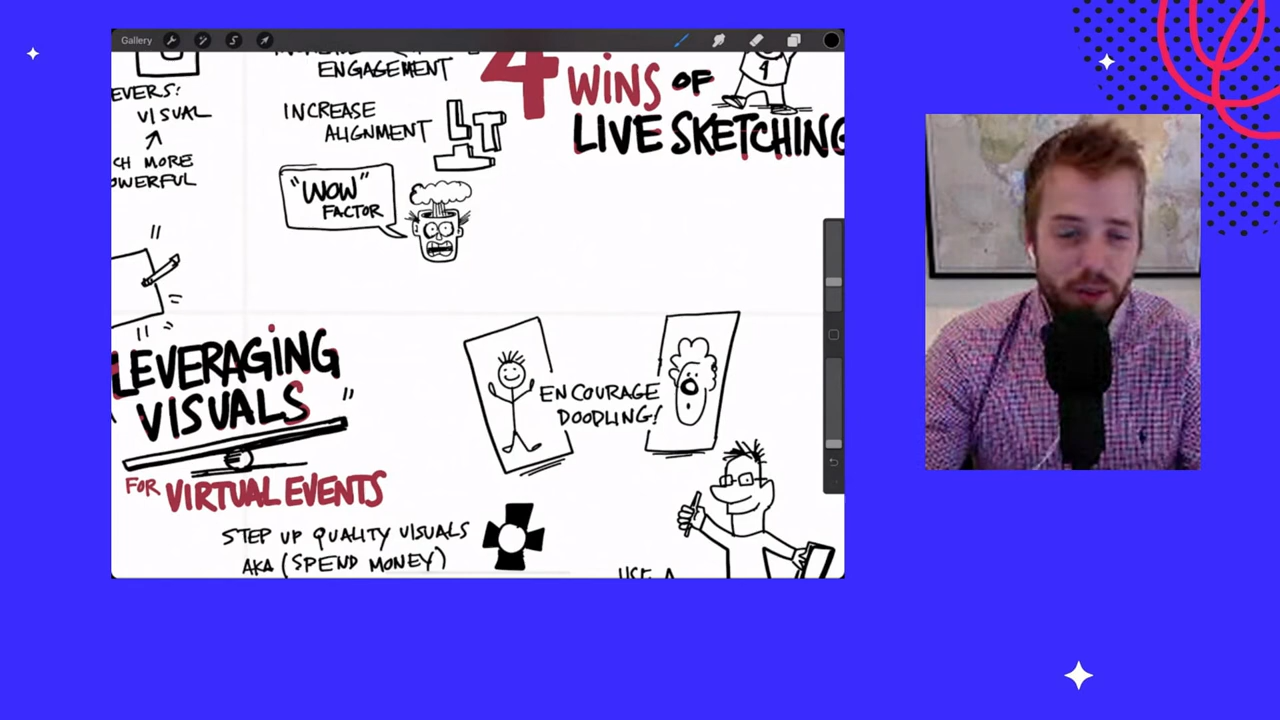 Gallery
ENGAGEMENT
INCREASE
ALIGNMENT
"WOW"
FACTOR
4
WINS OF
LIVE SKETCHING
1
EVERS:
VISUAL
CH MORE
OWERFUL
LEVERAGING
VISUALS
FOR VIRTUAL EVENTS
ENCOURAGE
DOODLING!
STEP UP QUALITY VISUALS
AKA (SPEND MONEY)
USE A